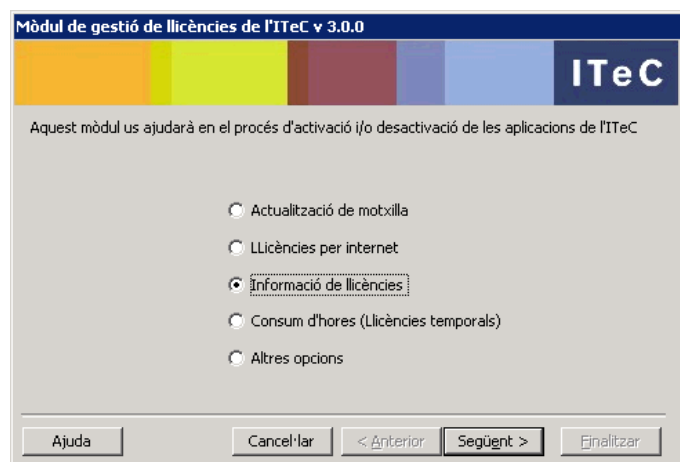 Mòdul de gestió de llicències de l'ITeC v 3.0.0
ITeC
Aquest mòdul us ajudarà en el procés d'activació i/o desactivació de les aplicacions de l'ITeC
Actualització de motxilla
LLicències per internet
Informació de llicències
Consum d'hores (Llicències temporals)
Altres opcions
Ajuda Cancel·lar < Anterior Següent > Finalitzar